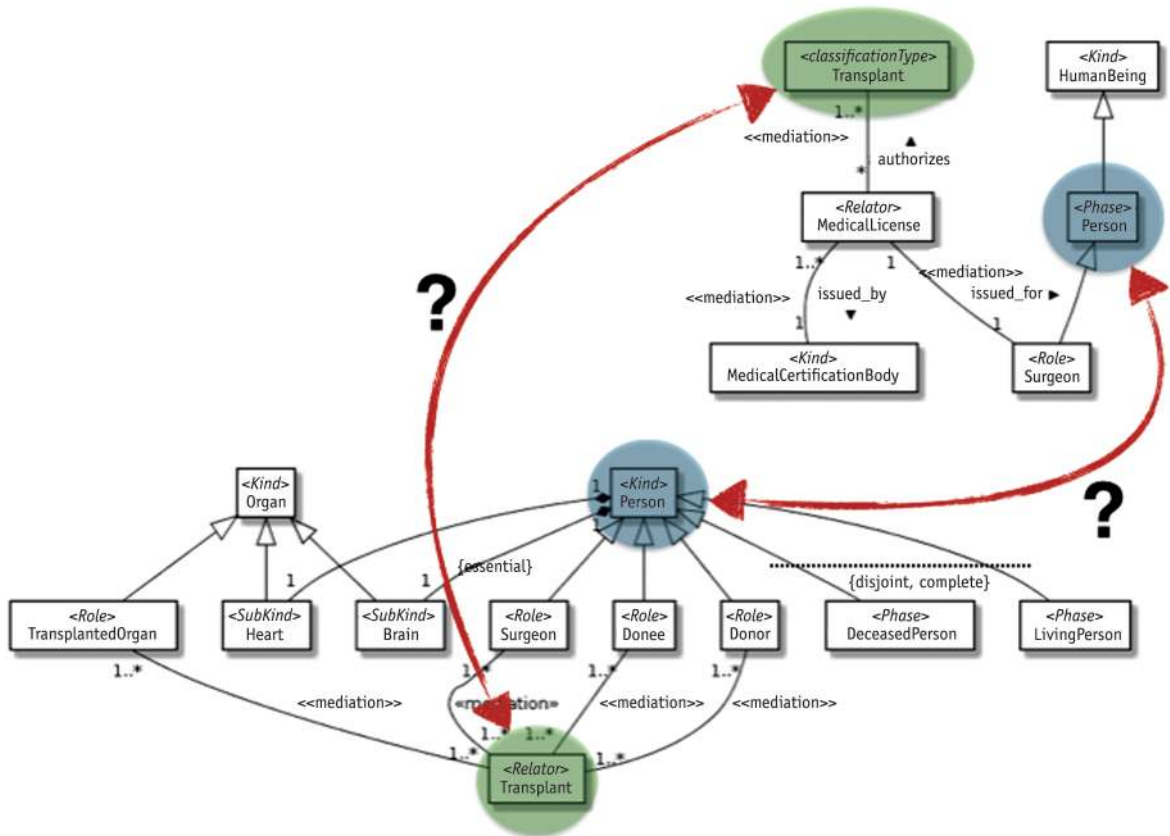 <classificationType>
Transplant
<Kind>
HumanBeing
1..*
<<mediation>>
▲
authorizes
*
<Relator>
MedicalLicense
<Phase>
Person
1..*
1
<<mediation>>
<<mediation>>
issued_by
▼
issued_for ►
1
1
<Kind>
MedicalCertificationBody
<Role>
Surgeon
?
?
<Kind>
Organ
1
<Kind>
Person
1
{essential}
1
1
{disjoint, complete}
<Role>
TransplantedOrgan
<SubKind>
Heart
<SubKind>
Brain
<Role>
Surgeon
<Role>
Donee
<Role>
Donor
<Phase>
DeceasedPerson
<Phase>
LivingPerson
1..*
1..*
1..*
1..*
<<mediation>>
«mediation»
<<mediation>>
<<mediation>>
1..*
1..*
1..*
1..*
<Relator>
Transplant